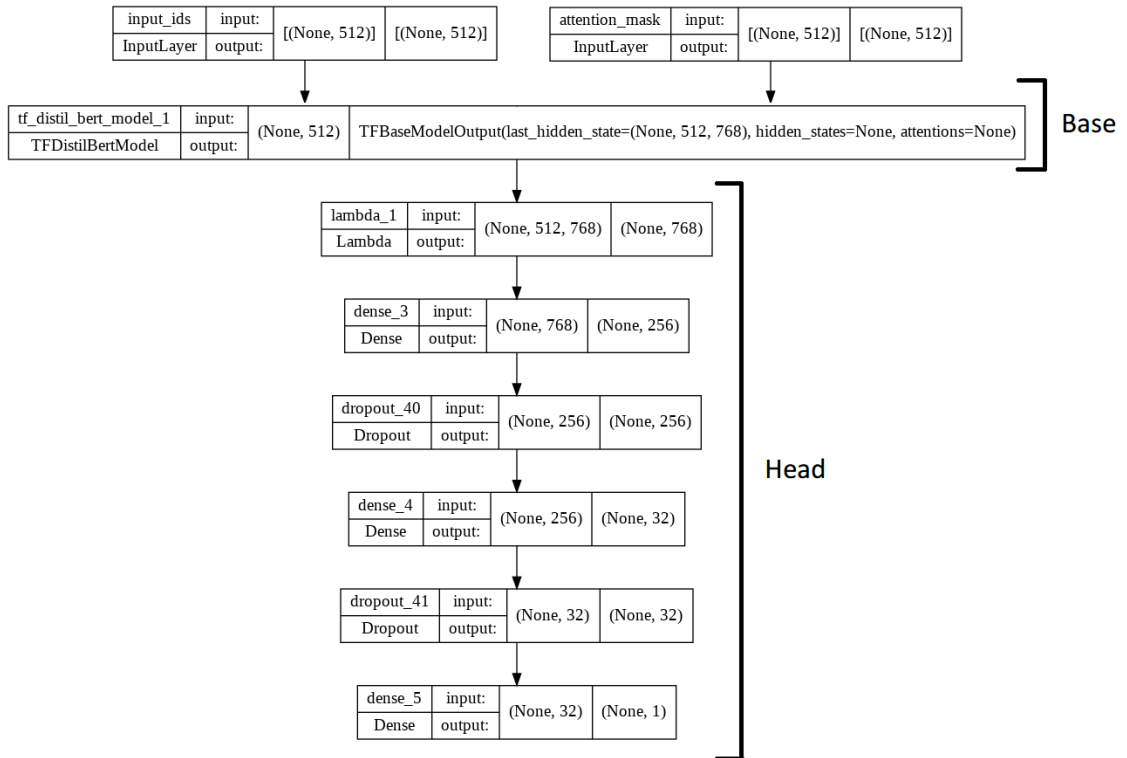 input_ids input: [(None, 512)] [(None, 512)]
InputLayer output:
attention_mask input: [(None, 512)] [(None, 512)]
InputLayer output:
tf_distil_bert_model_1 input: (None, 512) TFBaseModelOutput(last_hidden_state=(None, 512, 768), hidden_states=None, attentions=None)
TFDistilBertModel output:
Base
lambda_1 input: (None, 512, 768) (None, 768)
Lambda output:
dense_3 input: (None, 768) (None, 256)
Dense output:
dropout_40 input: (None, 256) (None, 256)
Dropout output:
Head
dense_4 input: (None, 256) (None, 32)
Dense output:
dropout_41 input: (None, 32) (None, 32)
Dropout output:
dense_5 input: (None, 32) (None, 1)
Dense output: